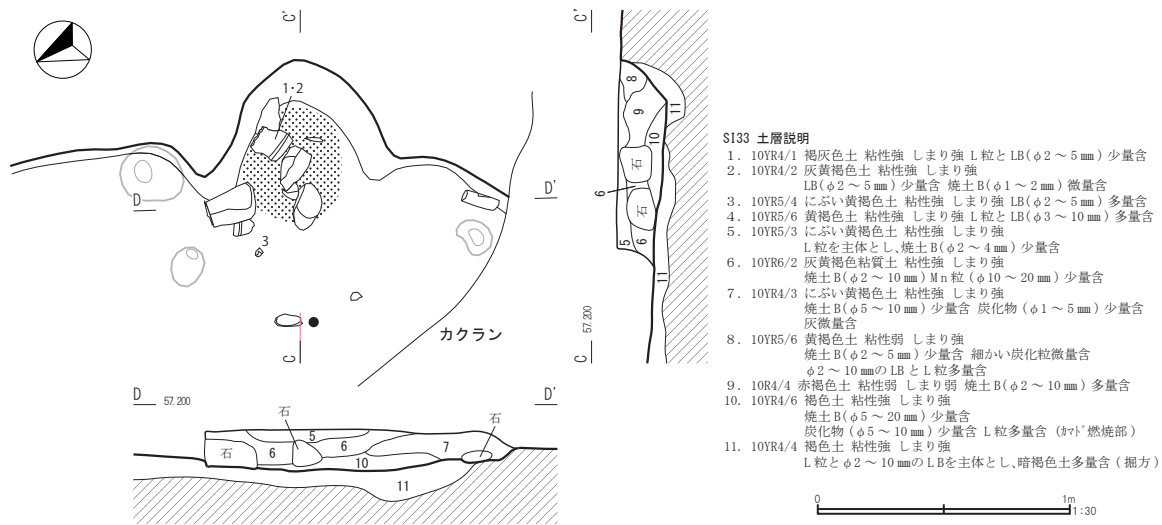 C'
C'
1・2
D
D'
3
カクラン
C
8
9
11
10
石
6
石
5
6
11
C
57.200
D
57.200
D'
石
石
5
石
6
6
7
10
11
SI33 土層説明
1. 10YR4/1 褐灰色土 粘性強 しまり強 L粒とLB(φ2～5㎜)少量含
2. 10YR4/2 灰黄褐色土 粘性強 しまり強
LB(φ2～5㎜)少量含 焼土B(φ1～2㎜)微量含
3. 10YR5/4 にぶい黄褐色土 粘性強 しまり強 LB(φ2～5㎜)多量含
4. 10YR5/6 黄褐色土 粘性強 しまり強 L粒とLB(φ3～10㎜)多量含
5. 10YR5/3 にぶい黄褐色土 粘性強 しまり強
L粒を主体とし、焼土B(φ2～4㎜)少量含
6. 10YR6/2 灰黄褐色粘質土 粘性強 しまり強
焼土B(φ2～10㎜)Mn粒(φ10～20㎜)少量含
7. 10YR4/3 にぶい黄褐色土 粘性強 しまり強
焼土B(φ5～10㎜)少量含 炭化物(φ1～5㎜)少量含
灰微量含
8. 10YR5/6 黄褐色土 粘性弱 しまり強
焼土B(φ2～5㎜)少量含 細かい炭化粒微量含
φ2～10㎜のLBとL粒多量含
9. 10R4/4 赤褐色土 粘性弱 しまり弱 焼土B(φ2～10㎜)多量含
10. 10YR4/6 褐色土 粘性強 しまり強
焼土B(φ5～20㎜)少量含
炭化物(φ5～10㎜)少量含 L粒多量含(ｶﾏﾄﾞ燃焼部)
11. 10YR4/4 褐色土 粘性強 しまり強
L粒とφ2～10㎜のLBを主体とし、暗褐色土多量含(掘方)
0 1m
1:30